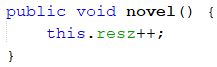 public void novel() {
    this.resz++;
}